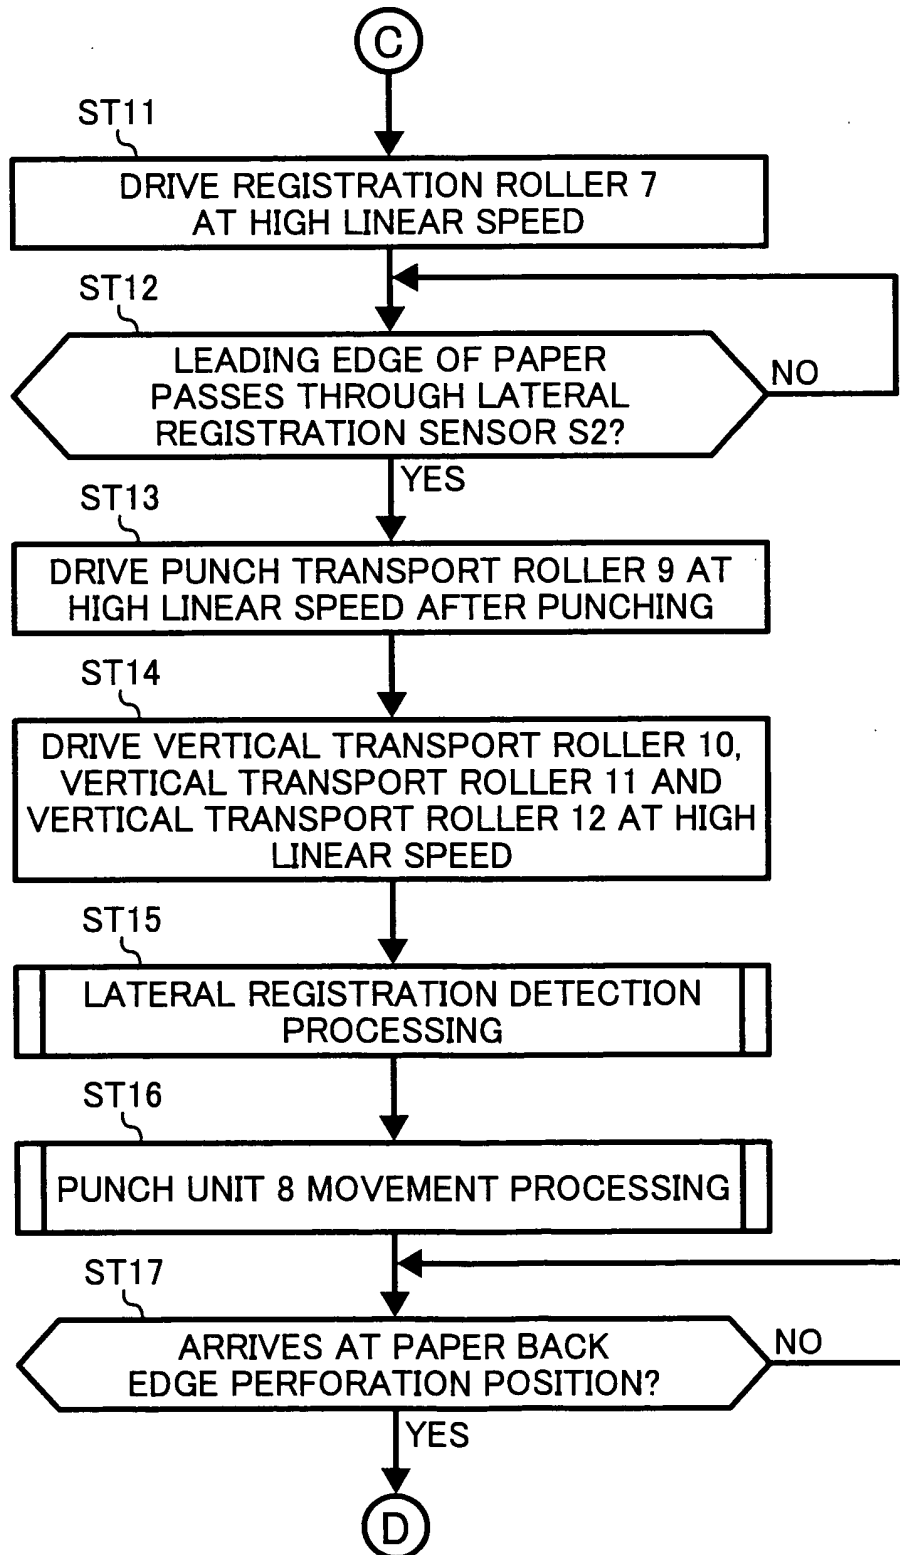 C
ST11
DRIVE REGISTRATION ROLLER 7
AT HIGH LINEAR SPEED
ST12
LEADING EDGE OF PAPER
PASSES THROUGH LATERAL
REGISTRATION SENSOR S2?
NO
YES
ST13
DRIVE PUNCH TRANSPORT ROLLER 9 AT
HIGH LINEAR SPEED AFTER PUNCHING
ST14
DRIVE VERTICAL TRANSPORT ROLLER 10,
VERTICAL TRANSPORT ROLLER 11 AND
VERTICAL TRANSPORT ROLLER 12 AT HIGH
LINEAR SPEED
ST15
LATERAL REGISTRATION DETECTION
PROCESSING
ST16
PUNCH UNIT 8 MOVEMENT PROCESSING
ST17
ARRIVES AT PAPER BACK
EDGE PERFORATION POSITION?
NO
YES
D